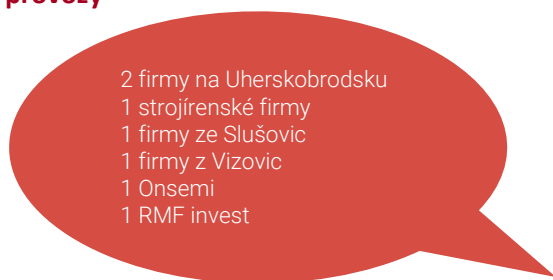 provozy
2 firmy na Uherskobrodsku
1 strojírenské firmy
1 firmy ze Slušovic
1 firmy z Vizovic
1 Onsemi
1 RMF invest